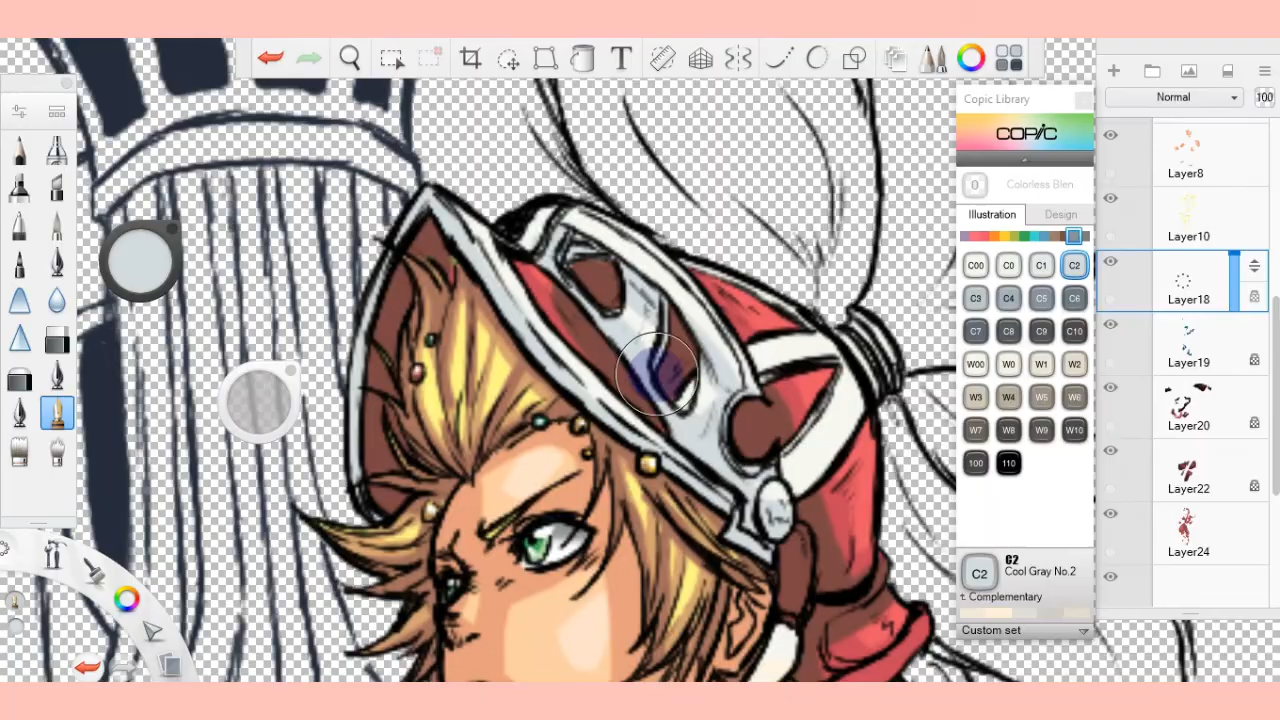 T
Normal 100
Copic Library
COPIC
0 Colorless Blen
Illustration Design
C00 C0 C1 C2
C3 C4 C5 C6
C7 C8 C9 C10
W00 W0 W1 W2
W3 W4 W5 W6
W7 W8 W9 W10
100 110
C2
C2
Cool Gray No.2
1. Complementary
Custom set
Layer8
Layer10
Layer18
Layer19
Layer20
Layer22
Layer24